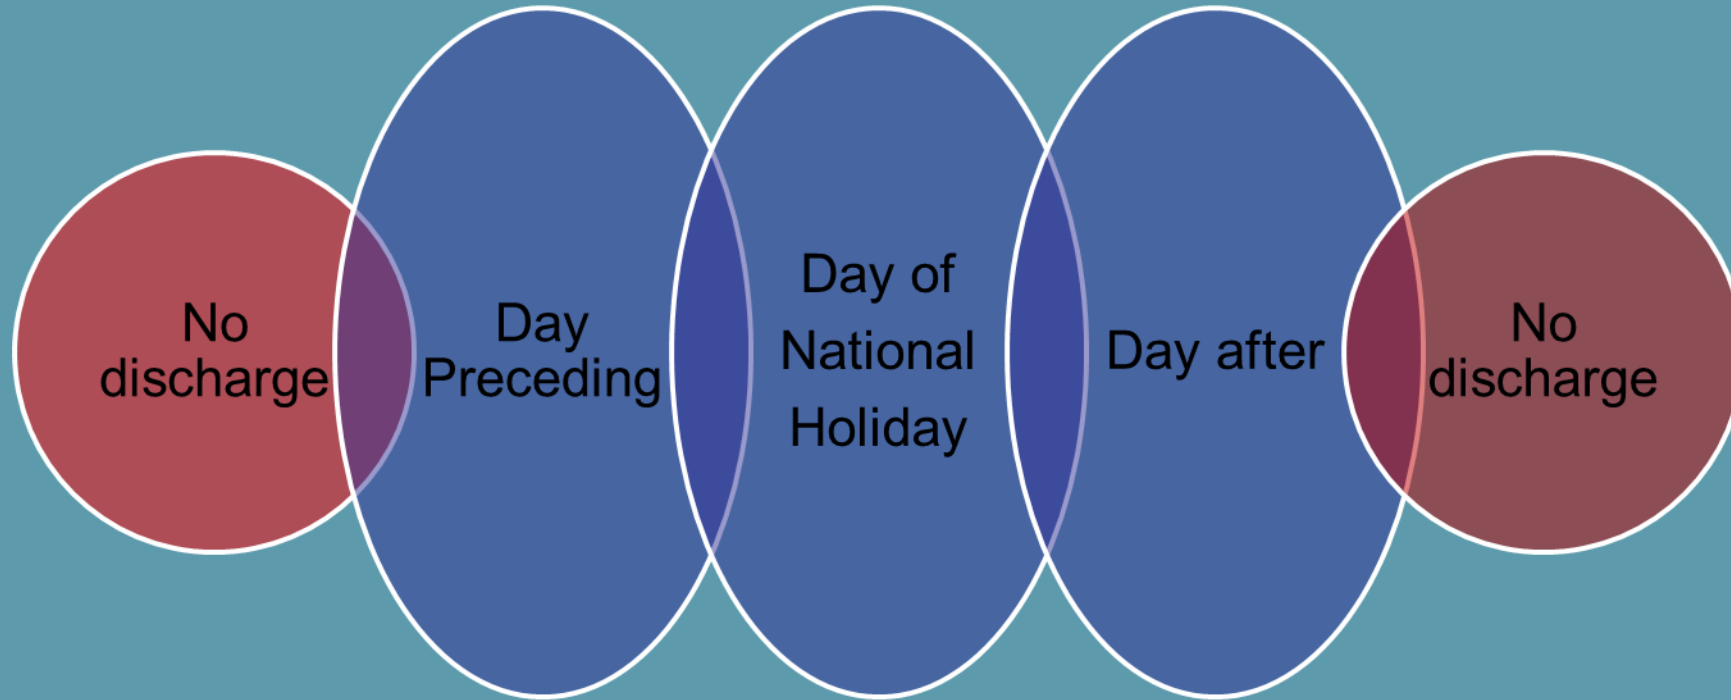 No
discharge
Day
Preceding
Day of
National
Holiday
Day after
No
discharge